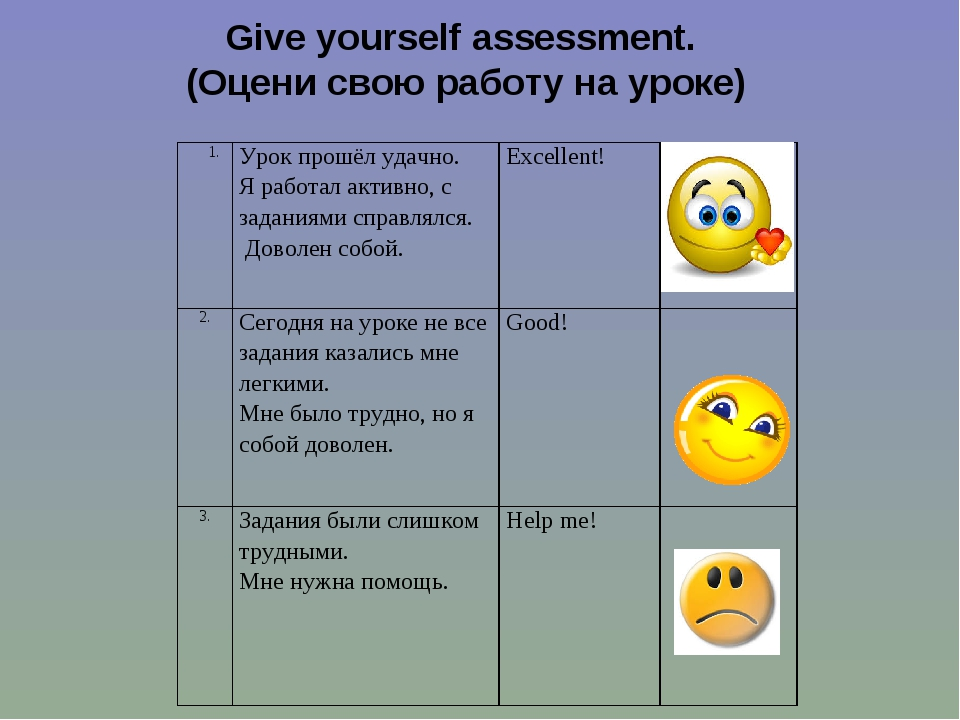 Give yourself assessment.
(Оцени свою работу на уроке)
1.
Урок прошёл удачно.
Я работал активно, с
заданиями справлялся.
Доволен собой.
Excellent!
2.
Сегодня на уроке не все
задания казались мне
легкими.
Мне было трудно, но я
собой доволен.
Good!
3.
Задания были слишком
трудными.
Мне нужна помощь.
Help me!